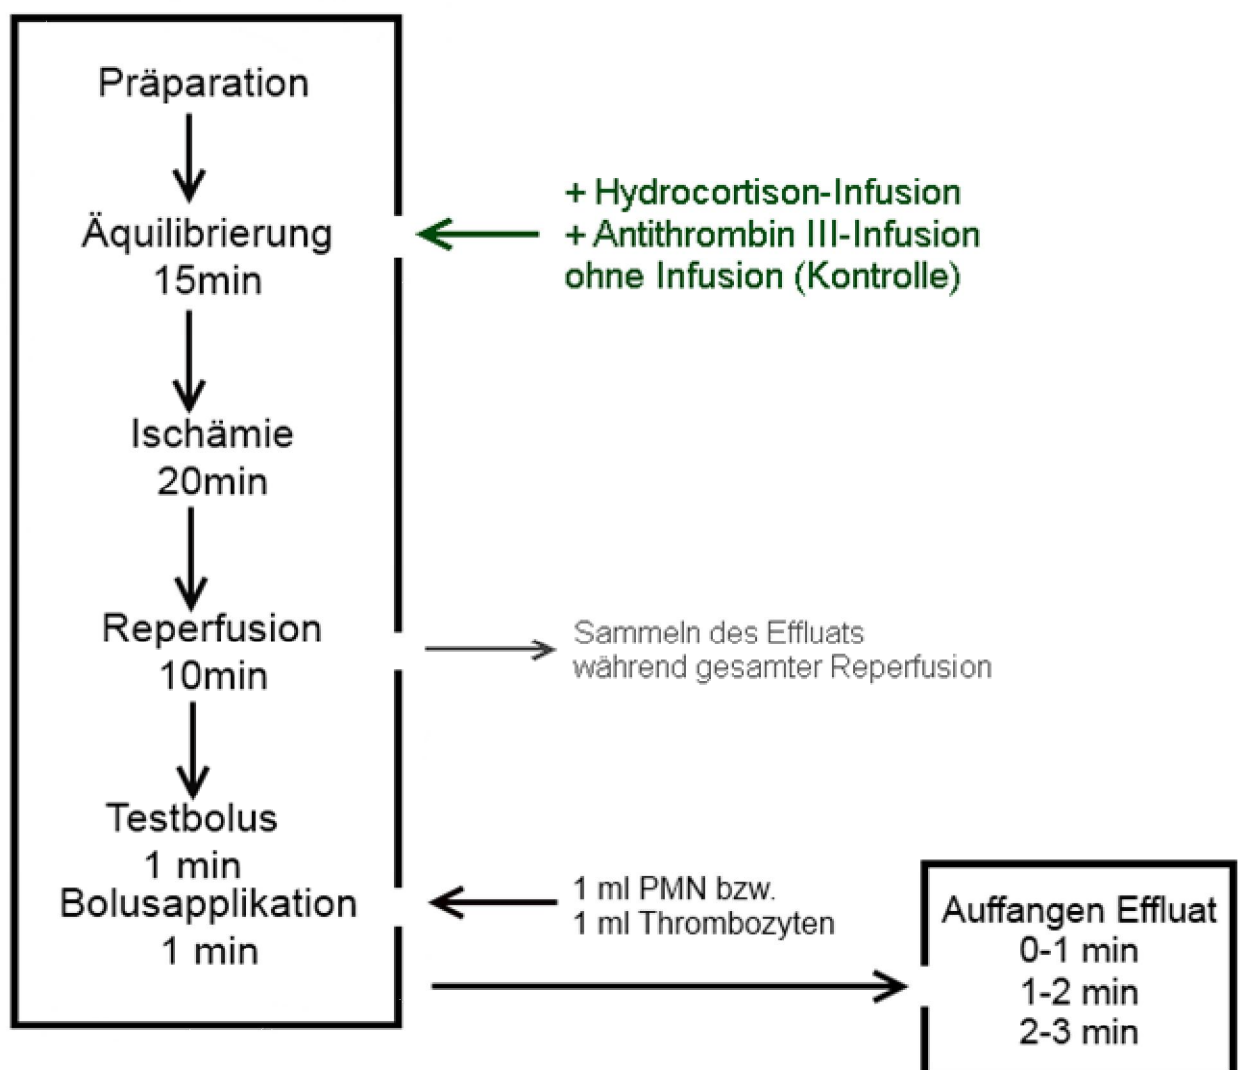 Präparation
+ Hydrocortison-Infusion
+ Antithrombin III-Infusion
ohne Infusion (Kontrolle)
Äquilibrierung
15min
Ischämie
20min
Reperfusion
10min
Sammeln des Effluats
während gesamter Reperfusion
Testbolus
1 min
Bolusapplikation
1 min
1 ml PMN bzw.
1 ml Thrombozyten
Auffangen Effluat
0-1 min
1-2 min
2-3 min